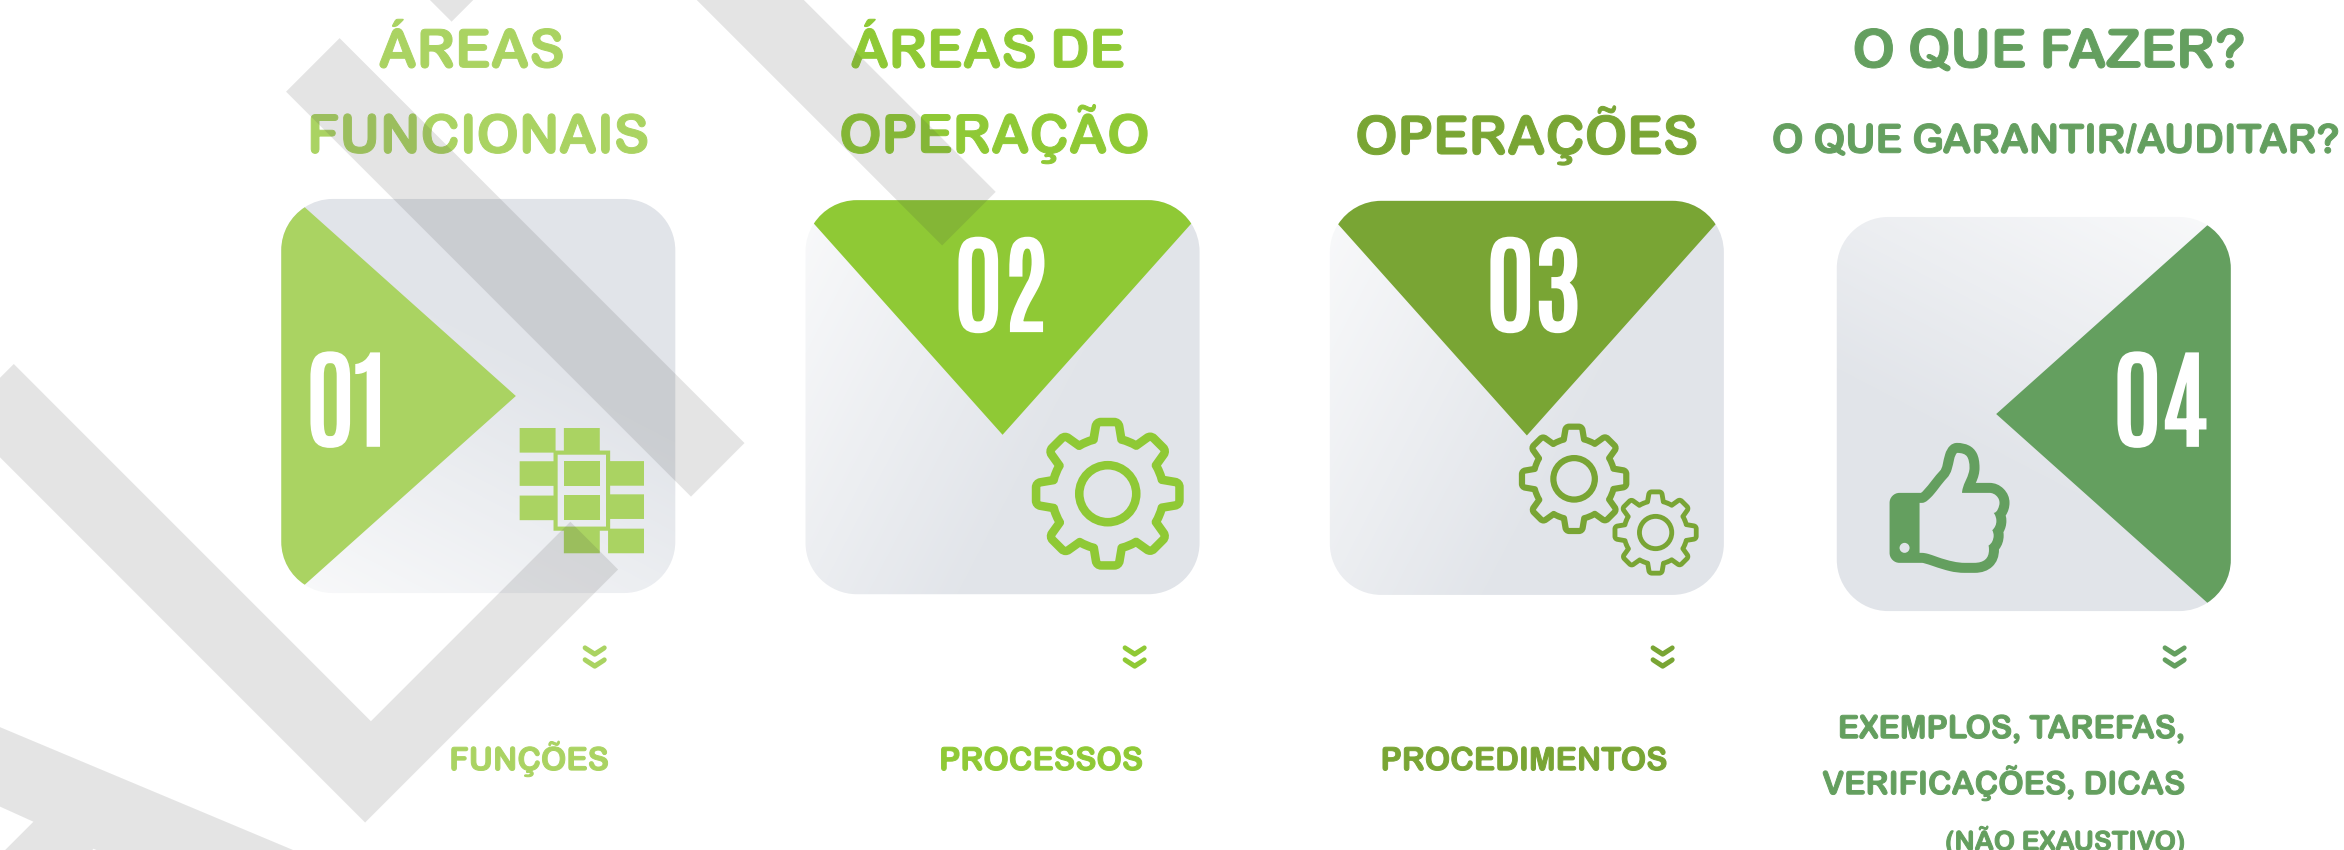 ÁREAS
FUNCIONAIS
01
FUNÇÕES
ÁREAS DE
OPERAÇÃO
02
PROCESSOS
OPERAÇÕES
03
PROCEDIMENTOS
O QUE FAZER?
O QUE GARANTIR/AUDITAR?
04
EXEMPLOS, TAREFAS,
VERIFICAÇÕES, DICAS
(NÃO EXAUSTIVO)